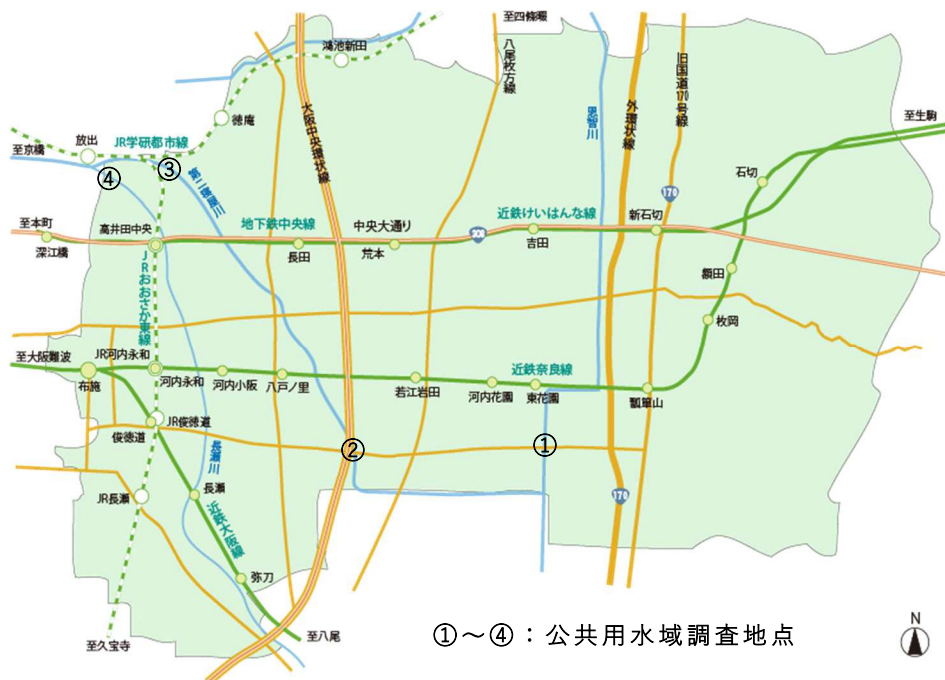 至四條畷
鴻池新田
八尾枚方線
旧国道170号線
大阪中央環状線
外環状線
恩智川
至生駒
徳庵
放出
JR学研都市線
至京橋
④
③
第二寝屋川
石切
170
至本町
高井田中央
地下鉄中央線
中央大通り
近鉄けいはんな線
新石切
深江橋
長田
荒本
308
吉田
JRおおさか東線
額田
枚岡
至大阪難波
JR河内永和
近鉄奈良線
布施
河内永和
河内小阪
八戸ノ里
若江岩田
河内花園
東花園
瓢箪山
JR俊徳道
俊徳道
②
①
長瀬川
JR長瀬
長瀬
170
近鉄大阪線
弥刀
至久宝寺
至八尾
①~④:公共用水域調査地点
N